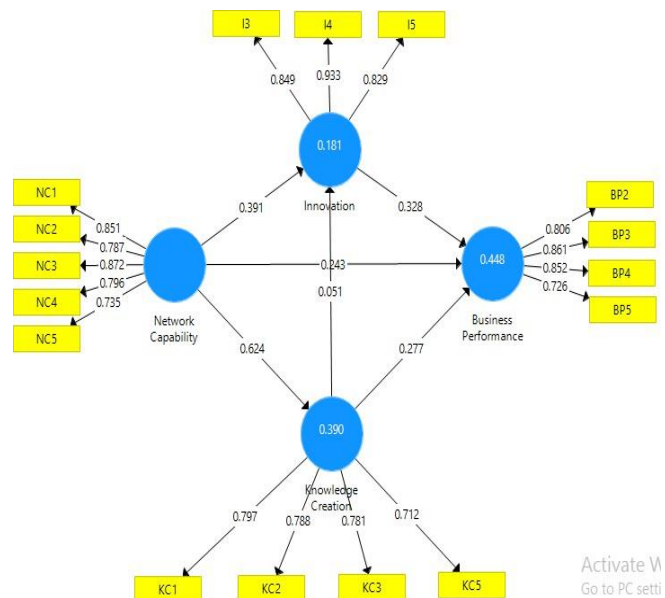 I3
I4
I5
0.849
0.933
0.829
0.181
Innovation
NC1
NC2
NC3
NC4
NC5
0.851
0.787
0.872
0.796
0.735
Network
Capability
0.391
0.328
0.243
0.051
0.624
0.277
0.448
Business
Performance
0.806
0.861
0.852
0.726
BP2
BP3
BP4
BP5
0.390
Knowledge
Creation
0.797
0.788
0.781
0.712
KC1
KC2
KC3
KC5
Activate W
Go to PC setti